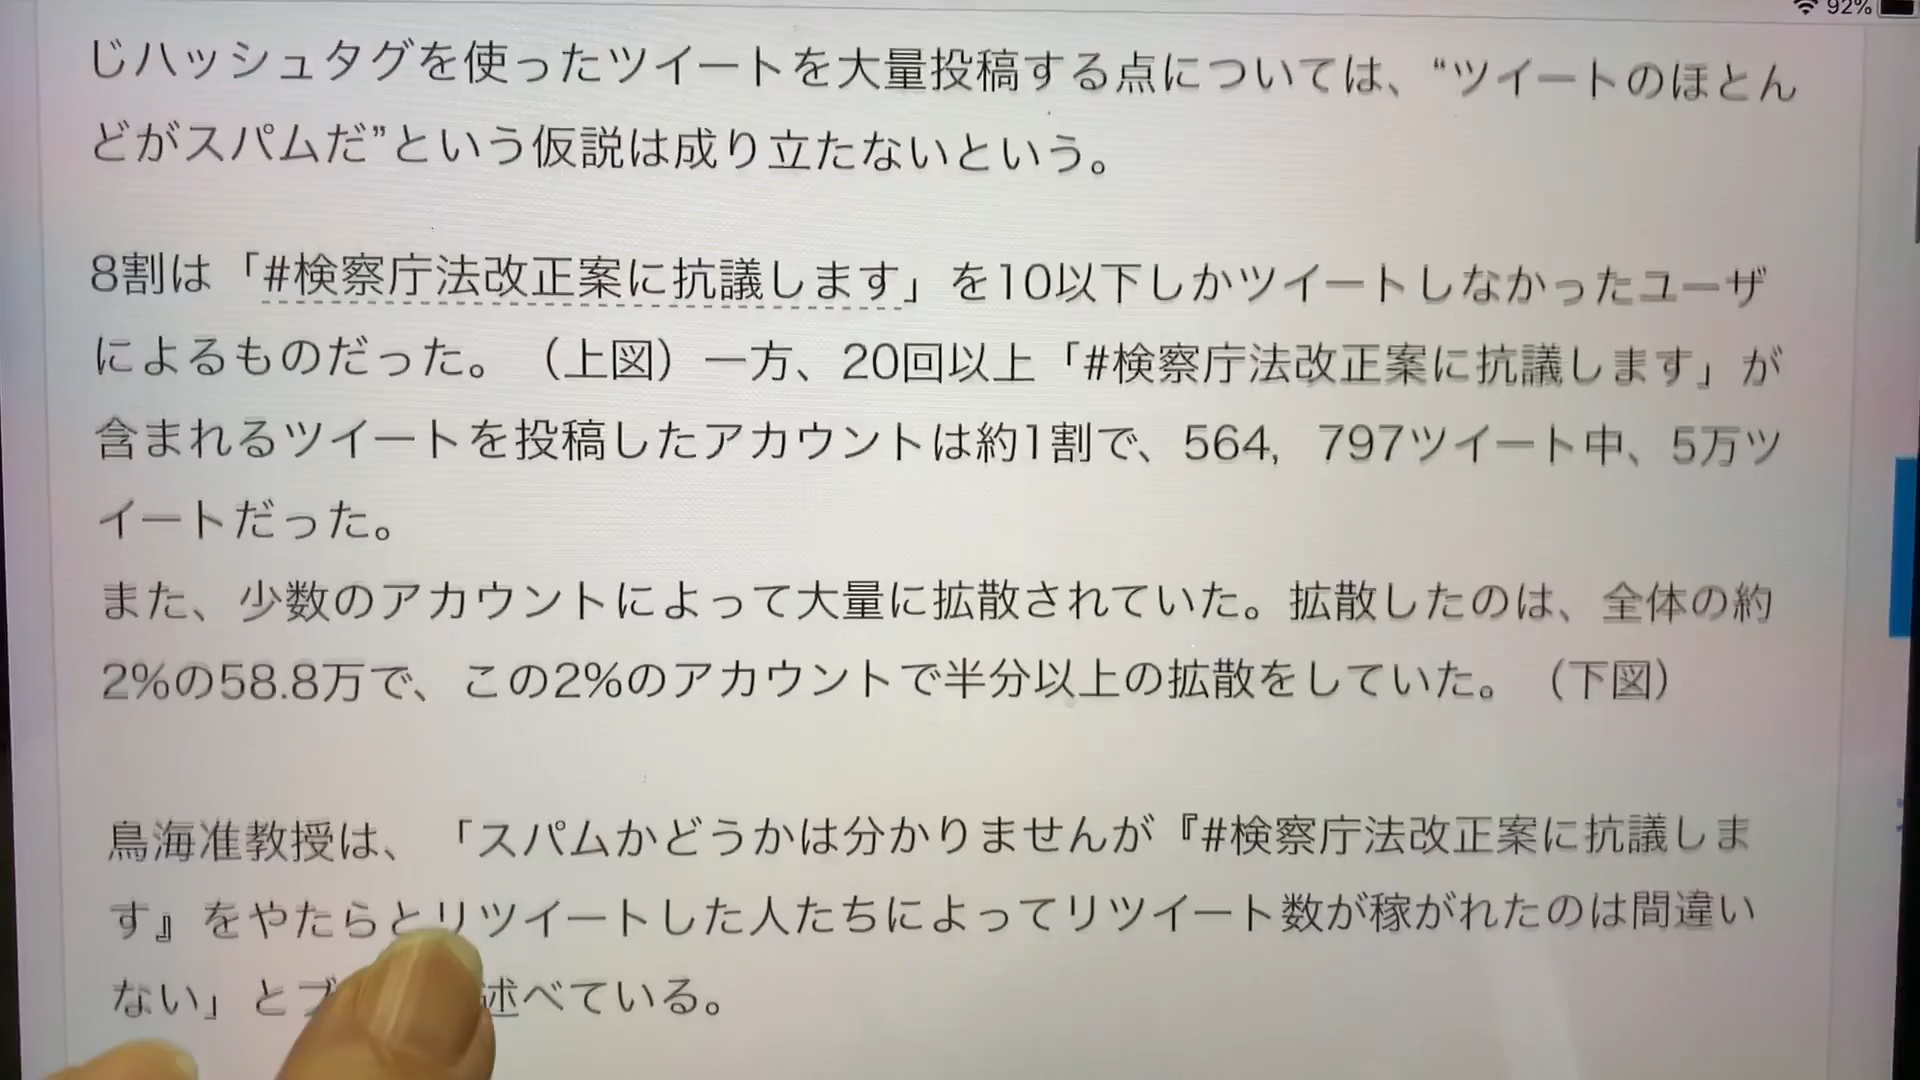 92%
じハッシュタグを使ったツイートを大量投稿する点については、“ツイートのほとん
どがスパムだ”という仮説は成り立たないという。
8割は「#検察庁法改正案に抗議します」を10以下しかツイートしなかったユーザ
によるものだった。（上図）一方、20回以上「#検察庁法改正案に抗議します」が
含まれるツイートを投稿したアカウントは約1割で、564，797ツイート中、5万ツ
イートだった。
また、少数のアカウントによって大量に拡散されていた。拡散したのは、全体の約
2%の58.8万で、この2%のアカウントで半分以上の拡散をしていた。（下図）
鳥海准教授は、「スパムかどうかは分かりませんが『#検察庁法改正案に抗議しま
す』をやたらとリツイートした人たちによってリツイート数が稼がれたのは間違い
ない」とブ 述べている。